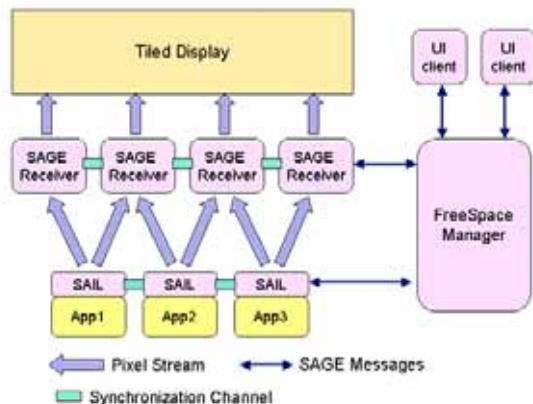 Tiled Display
UI
client
UI
client
SAGE
Receiver
SAGE
Receiver
SAGE
Receiver
SAGE
Receiver
FreeSpace
Manager
SAIL
SAIL
SAIL
App1
App2
App3
Pixel Stream
SAGE Messages
Synchronization Channel